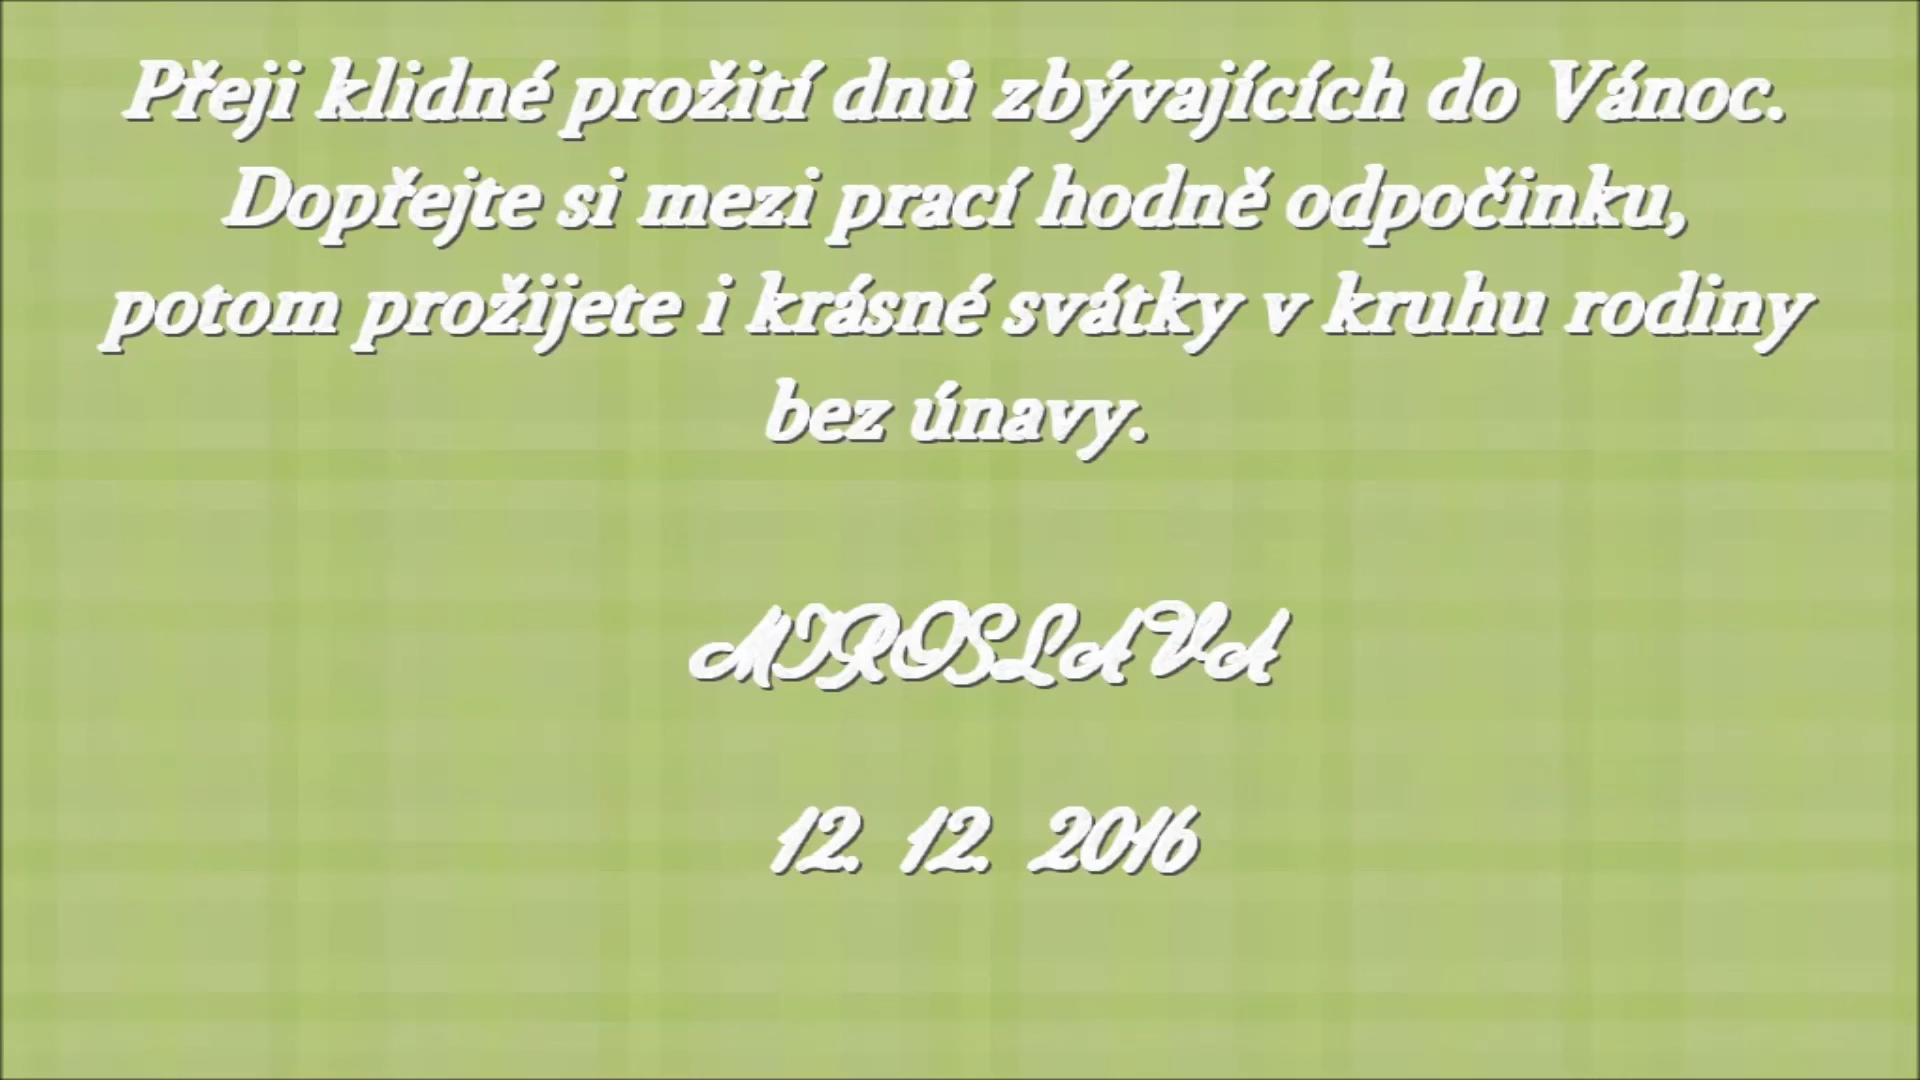 Přeji klidné prožití dnů zbývajících do Vánoc.
Dopřejte si mezi prací hodně odpočinku,
potom prožijete i krásné svátky v kruhu rodiny
bez únavy.
MIROSLAVA
12. 12. 2016